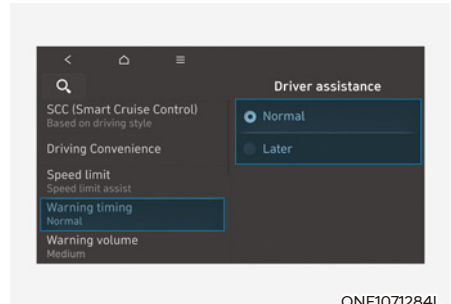 Driver assistance
SCC (Smart Cruise Control)
Based on driving style
Driving Convenience
Speed limit
Speed limit assist
Warning timing
Normal
Warning volume
Medium
Normal
Later
ONE1071284L